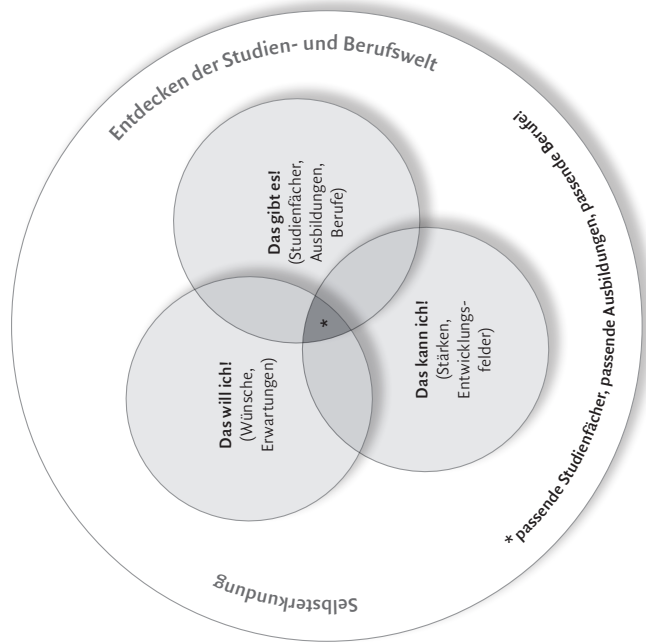 Entdecken der Studien- und Berufswelt
Das gibt es!
(Studienfächer,
Ausbildungen,
Berufe)
Das will ich!
(Wünsche,
Erwartungen)
*
Das kann ich!
(Stärken,
Entwicklungs-
felder)
Selbsterkundung
* passende Studienfächer, passende Ausbildungen, passende Berufe!